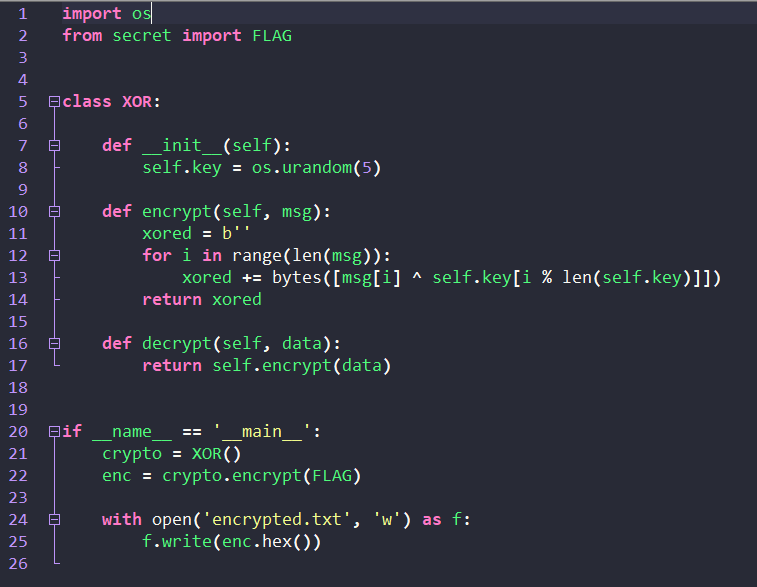 1 import os
2 from secret import FLAG
3
4
5 class XOR:
6
7     def __init__(self):
8         self.key = os.urandom(5)
9
10     def encrypt(self, msg):
11         xored = b''
12         for i in range(len(msg)):
13             xored += bytes([msg[i] ^ self.key[i % len(self.key)]])
14         return xored
15
16     def decrypt(self, data):
17         return self.encrypt(data)
18
19
20 if __name__ == '__main__':
21     crypto = XOR()
22     enc = crypto.encrypt(FLAG)
23
24     with open('encrypted.txt', 'w') as f:
25         f.write(enc.hex())
26